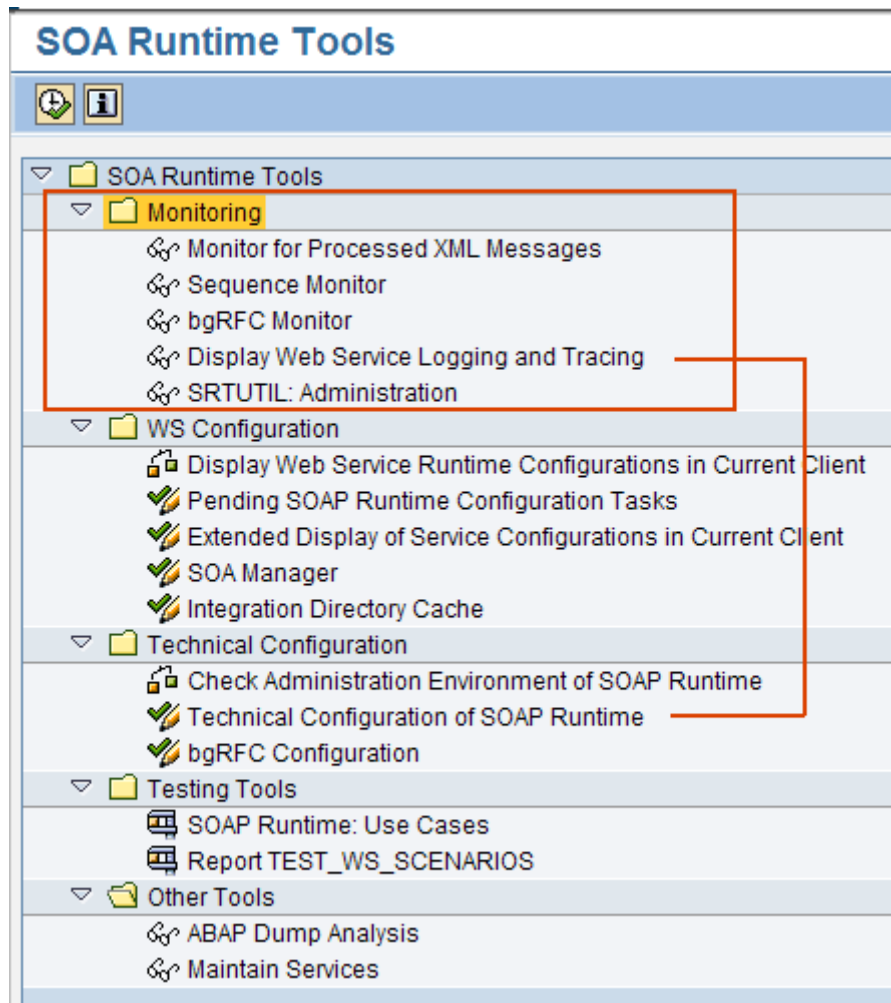 SOA Runtime Tools
SOA Runtime Tools
Monitoring
Monitor for Processed XML Messages
Sequence Monitor
bgRFC Monitor
Display Web Service Logging and Tracing
SRTUTIL: Administration
WS Configuration
Display Web Service Runtime Configurations in Current Client
Pending SOAP Runtime Configuration Tasks
Extended Display of Service Configurations in Current Client
SOA Manager
Integration Directory Cache
Technical Configuration
Check Administration Environment of SOAP Runtime
Technical Configuration of SOAP Runtime
bgRFC Configuration
Testing Tools
SOAP Runtime: Use Cases
Report TEST_WS_SCENARIOS
Other Tools
ABAP Dump Analysis
Maintain Services